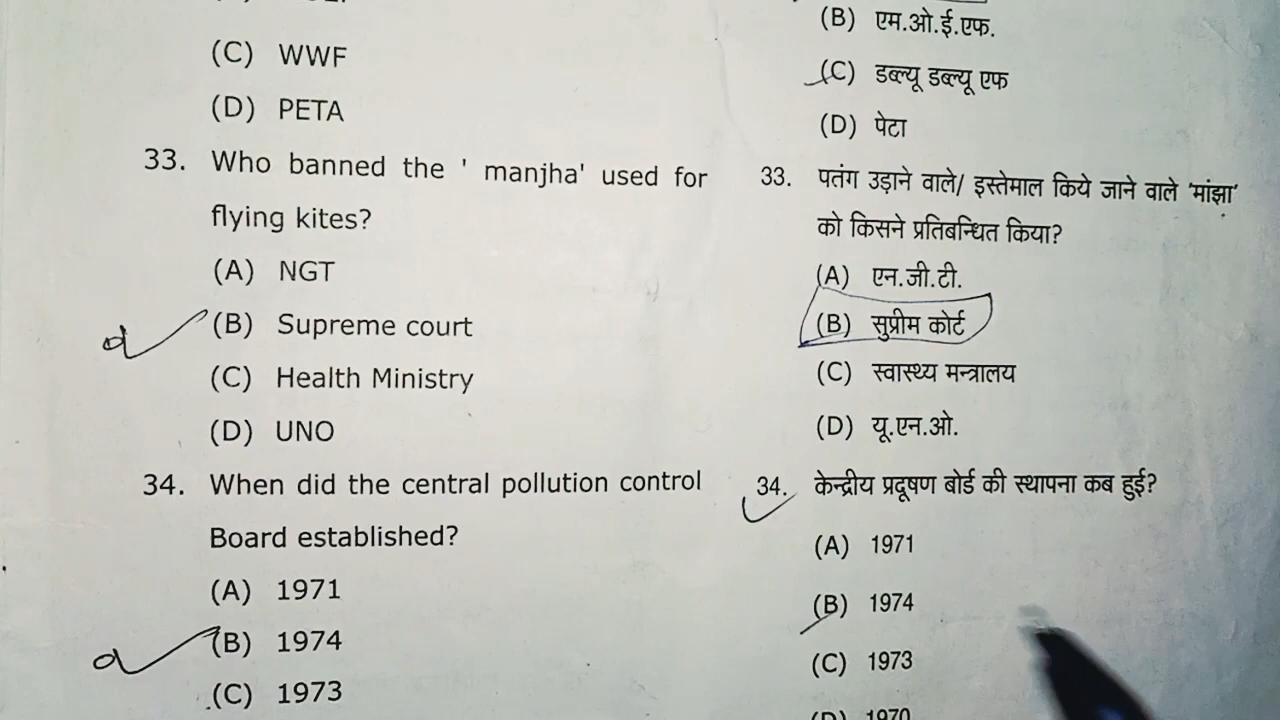 (C) WWF
(D) PETA
33. Who banned the ' manjha' used for
flying kites?
(A) NGT
(B) Supreme court
(C) Health Ministry
(D) UNO
34. When did the central pollution control
Board established?
(A) 1971
(B) 1974
(C) 1973
(B) एम.ओ.ई.एफ.
(C) डब्ल्यू डब्ल्यू एफ
(D) पेटा
33. पतंग उड़ाने वाले/ इस्तेमाल किये जाने वाले 'मांझा'
को किसने प्रतिबन्धित किया?
(A) एन.जी.टी.
(B) सुप्रीम कोर्ट
(C) स्वास्थ्य मन्त्रालय
(D) यू.एन.ओ.
34. केन्द्रीय प्रदूषण बोर्ड की स्थापना कब हुई?
(A) 1971
(B) 1974
(C) 1973
(D) 1970